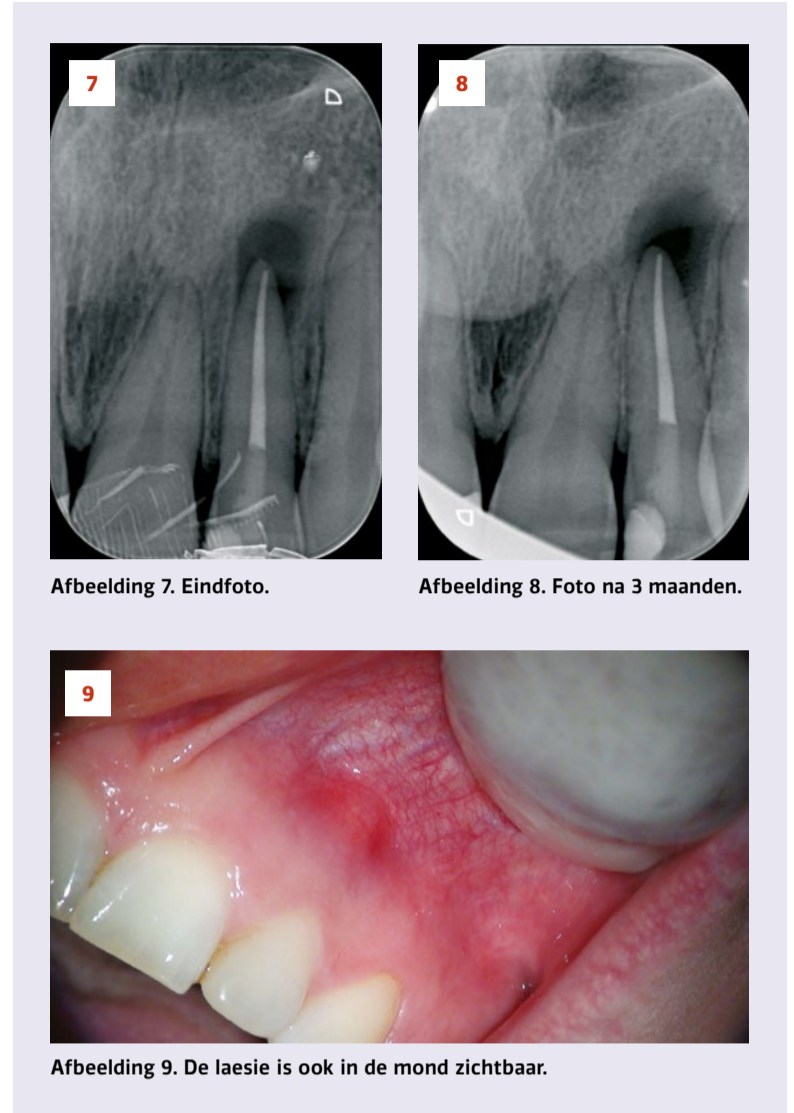 7
8
Afbeelding 7. Eindfoto.
Afbeelding 8. Foto na 3 maanden.
9
Afbeelding 9. De laesie is ook in de mond zichtbaar.